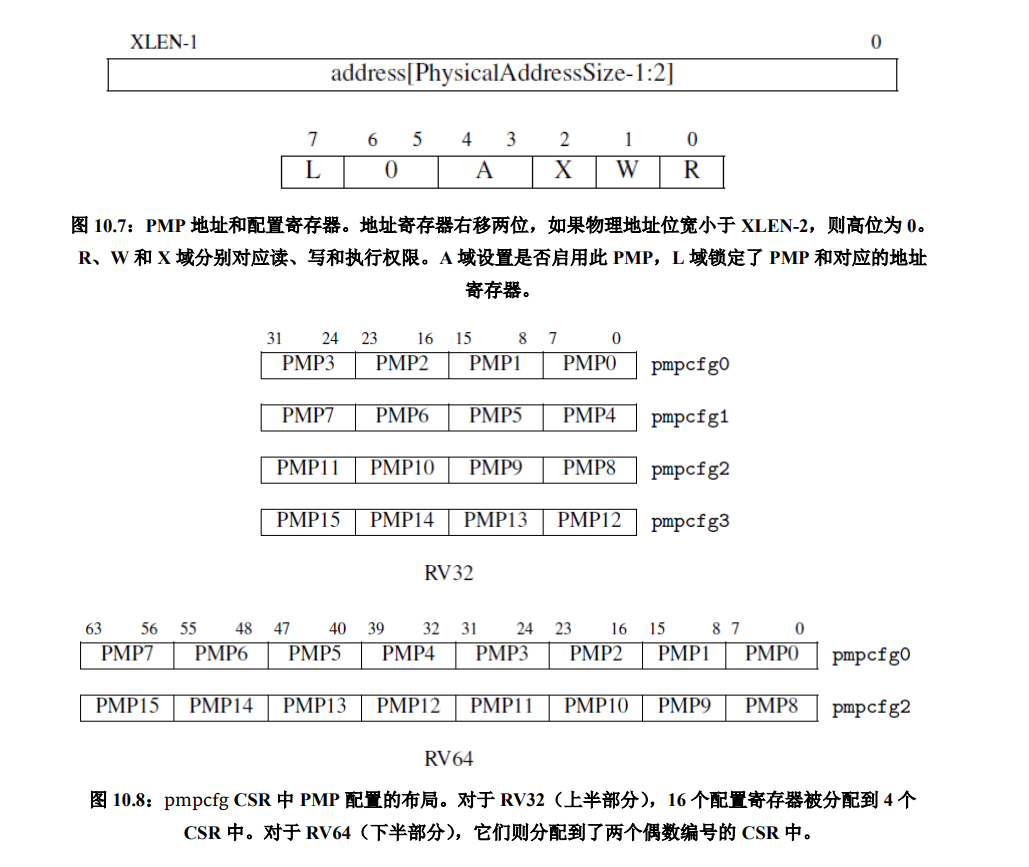 XLEN-1 0
address[PhysicalAddressSize-1:2]
7 6 5 4 3 2 1 0
L 0 A X W R
图 10.7：PMP 地址和配置寄存器。地址寄存器右移两位，如果物理地址位宽小于 XLEN-2，则高位为 0。
R、W 和 X 域分别对应读、写和执行权限。A 域设置是否启用此 PMP，L 域锁定了 PMP 和对应的地址
寄存器。
31 24 23 16 15 8 7 0
PMP3 PMP2 PMP1 PMP0 pmpcfg0
PMP7 PMP6 PMP5 PMP4 pmpcfg1
PMP11 PMP10 PMP9 PMP8 pmpcfg2
PMP15 PMP14 PMP13 PMP12 pmpcfg3
RV32
63 56 55 48 47 40 39 32 31 24 23 16 15 8 7 0
PMP7 PMP6 PMP5 PMP4 PMP3 PMP2 PMP1 PMP0 pmpcfg0
PMP15 PMP14 PMP13 PMP12 PMP11 PMP10 PMP9 PMP8 pmpcfg2
RV64
图 10.8：pmpcfg CSR 中 PMP 配置的布局。对于 RV32（上半部分），16 个配置寄存器被分配到 4 个
CSR 中。对于 RV64（下半部分），它们则分配到了两个偶数编号的 CSR 中。